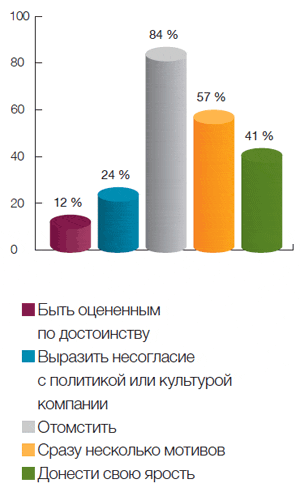 100
80
60
40
20
0
12 %
24 %
84 %
57 %
41 %
Быть оцененным
по достоинству
Выразить несогласие
с политикой или культурой
компании
Отомстить
Сразу несколько мотивов
Донести свою ярость